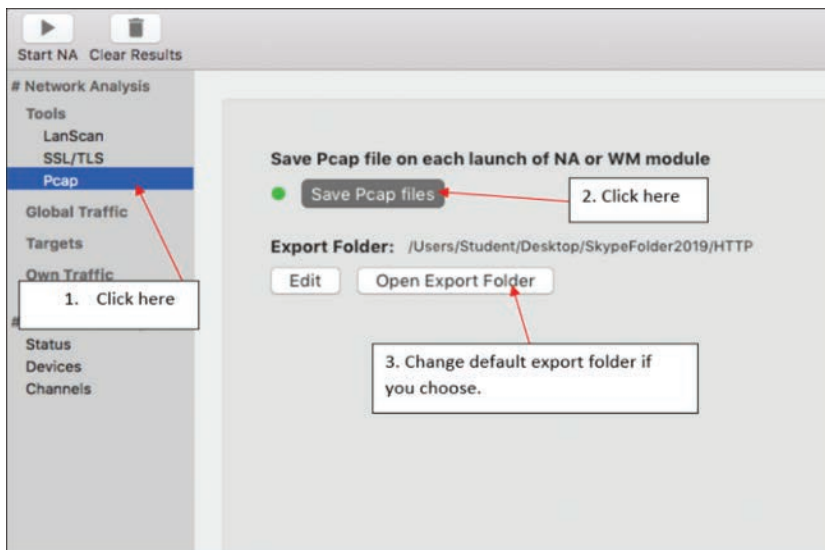 Start NA Clear Results
# Network Analysis
Tools
LanScan
SSL/TLS
Pcap
Global Traffic
Targets
Own Traffic
1. Click here
#
Status
Devices
Channels
Save Pcap file on each launch of NA or WM module
Save Pcap files
2. Click here
Export Folder: /Users/Student/Desktop/SkypeFolder2019/HTTP
Edit Open Export Folder
3. Change default export folder if
you choose.